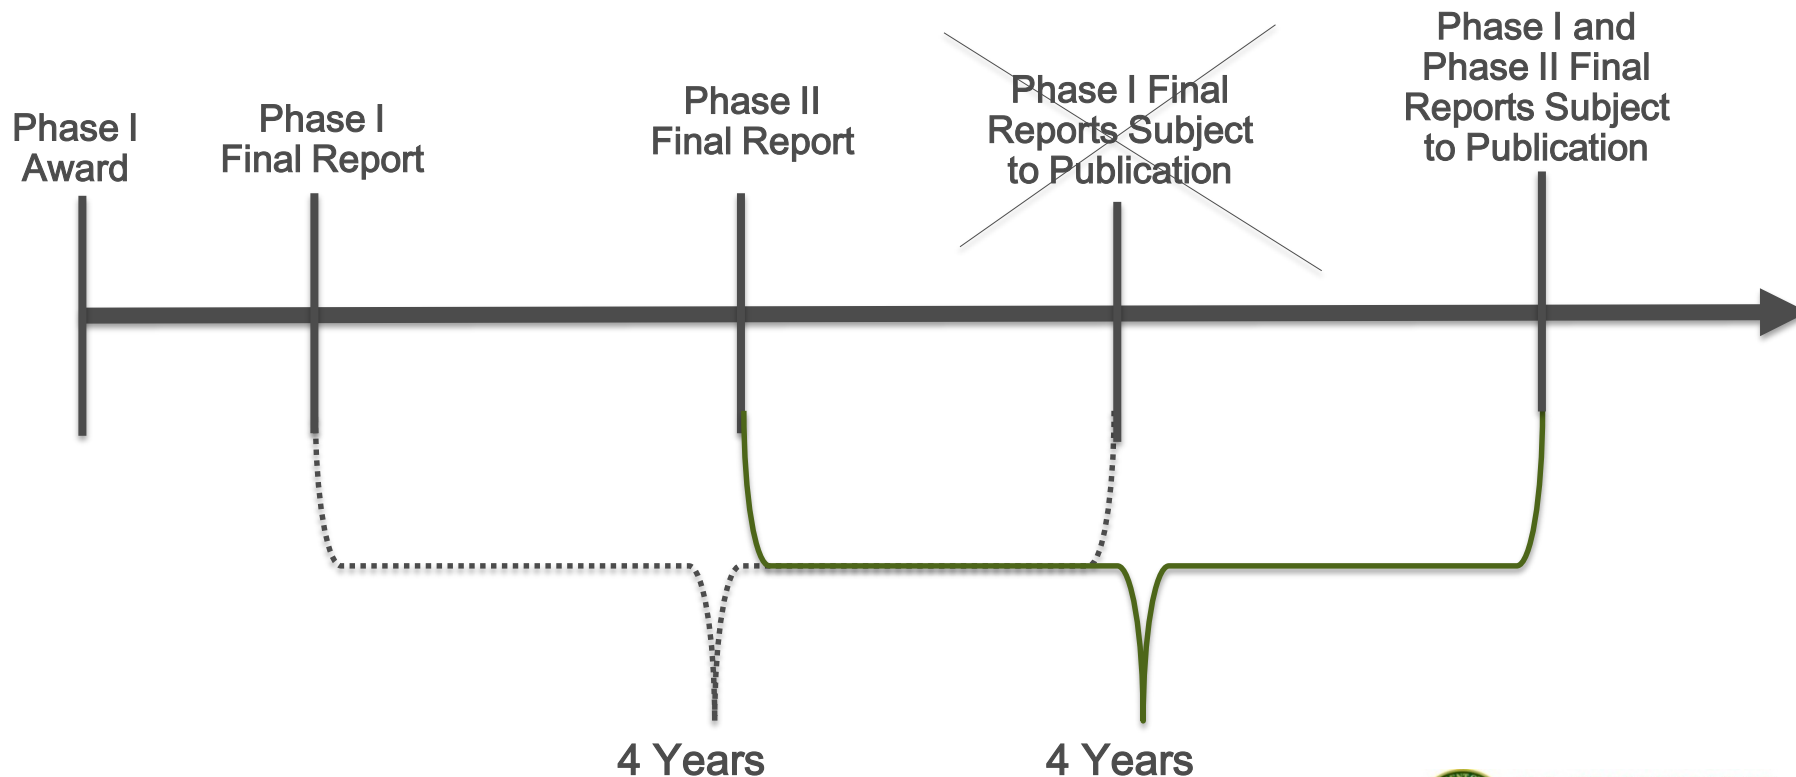 Phase I
Award
Phase I
Final Report
Phase II
Final Report
Phase I Final
Reports Subject
to Publication
Phase I and
Phase II Final
Reports Subject
to Publication
4 Years
4 Years